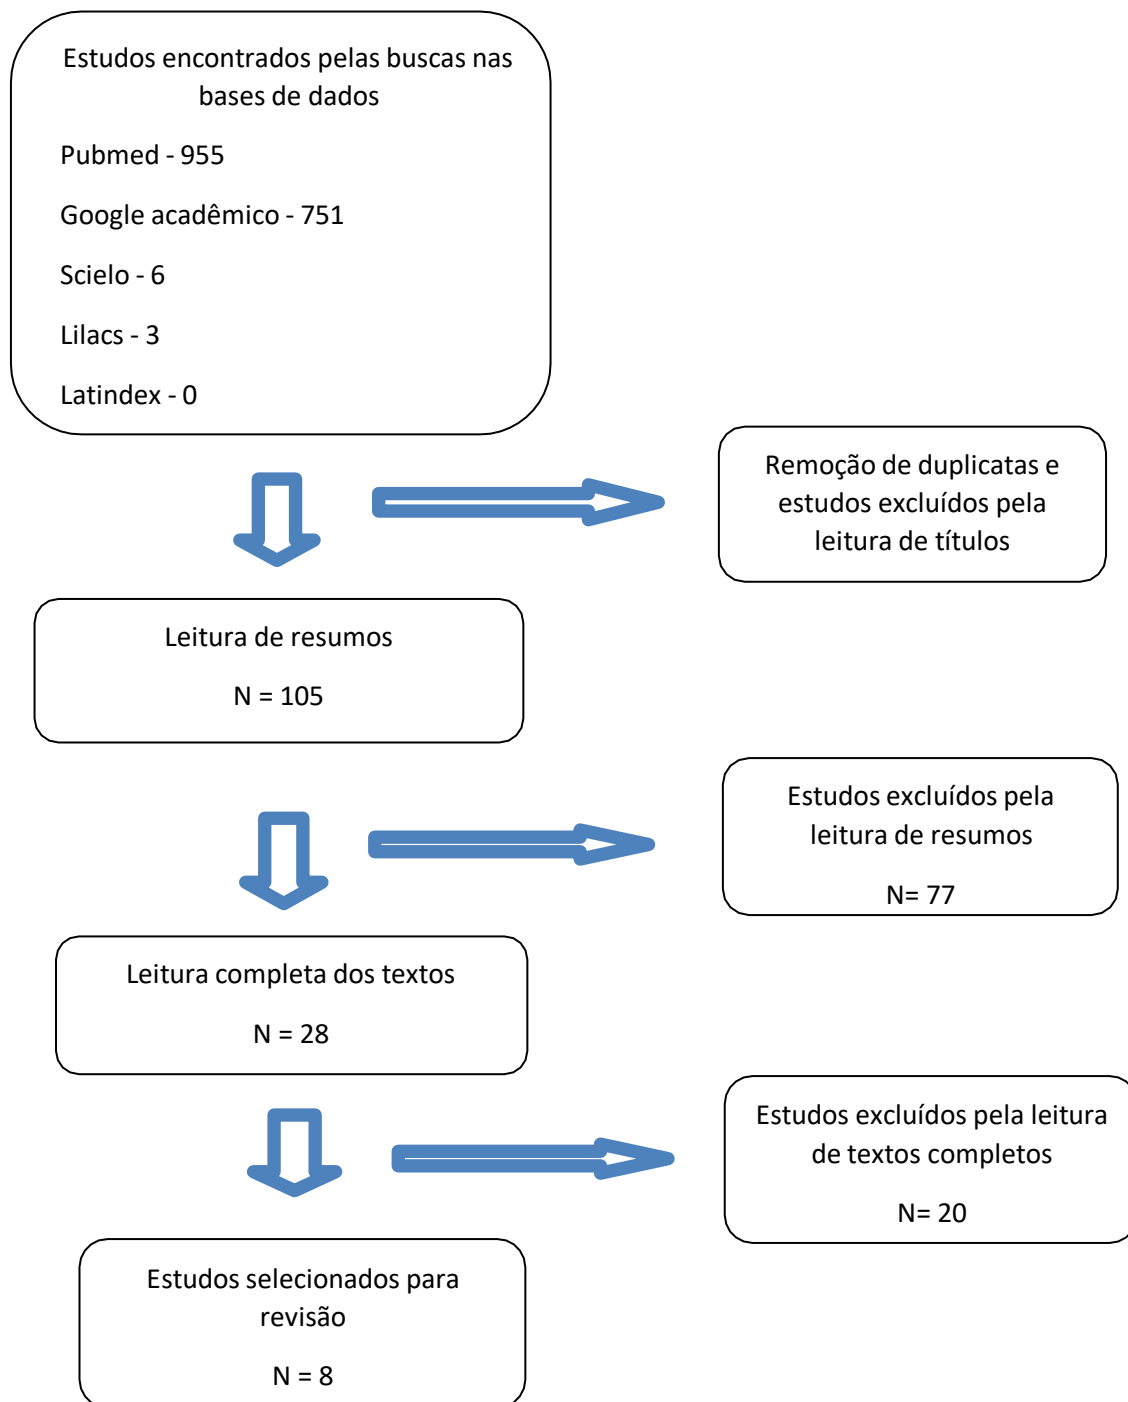 Estudos encontrados pelas buscas nas
bases de dados
Pubmed - 955
Google acadêmico - 751
Scielo - 6
Lilacs - 3
Latindex - 0
Remoção de duplicatas e
estudos excluídos pela
leitura de títulos
Leitura de resumos
N = 105
Estudos excluídos pela
leitura de resumos
N= 77
Leitura completa dos textos
N = 28
Estudos excluídos pela leitura
de textos completos
N= 20
Estudos selecionados para
revisão
N = 8